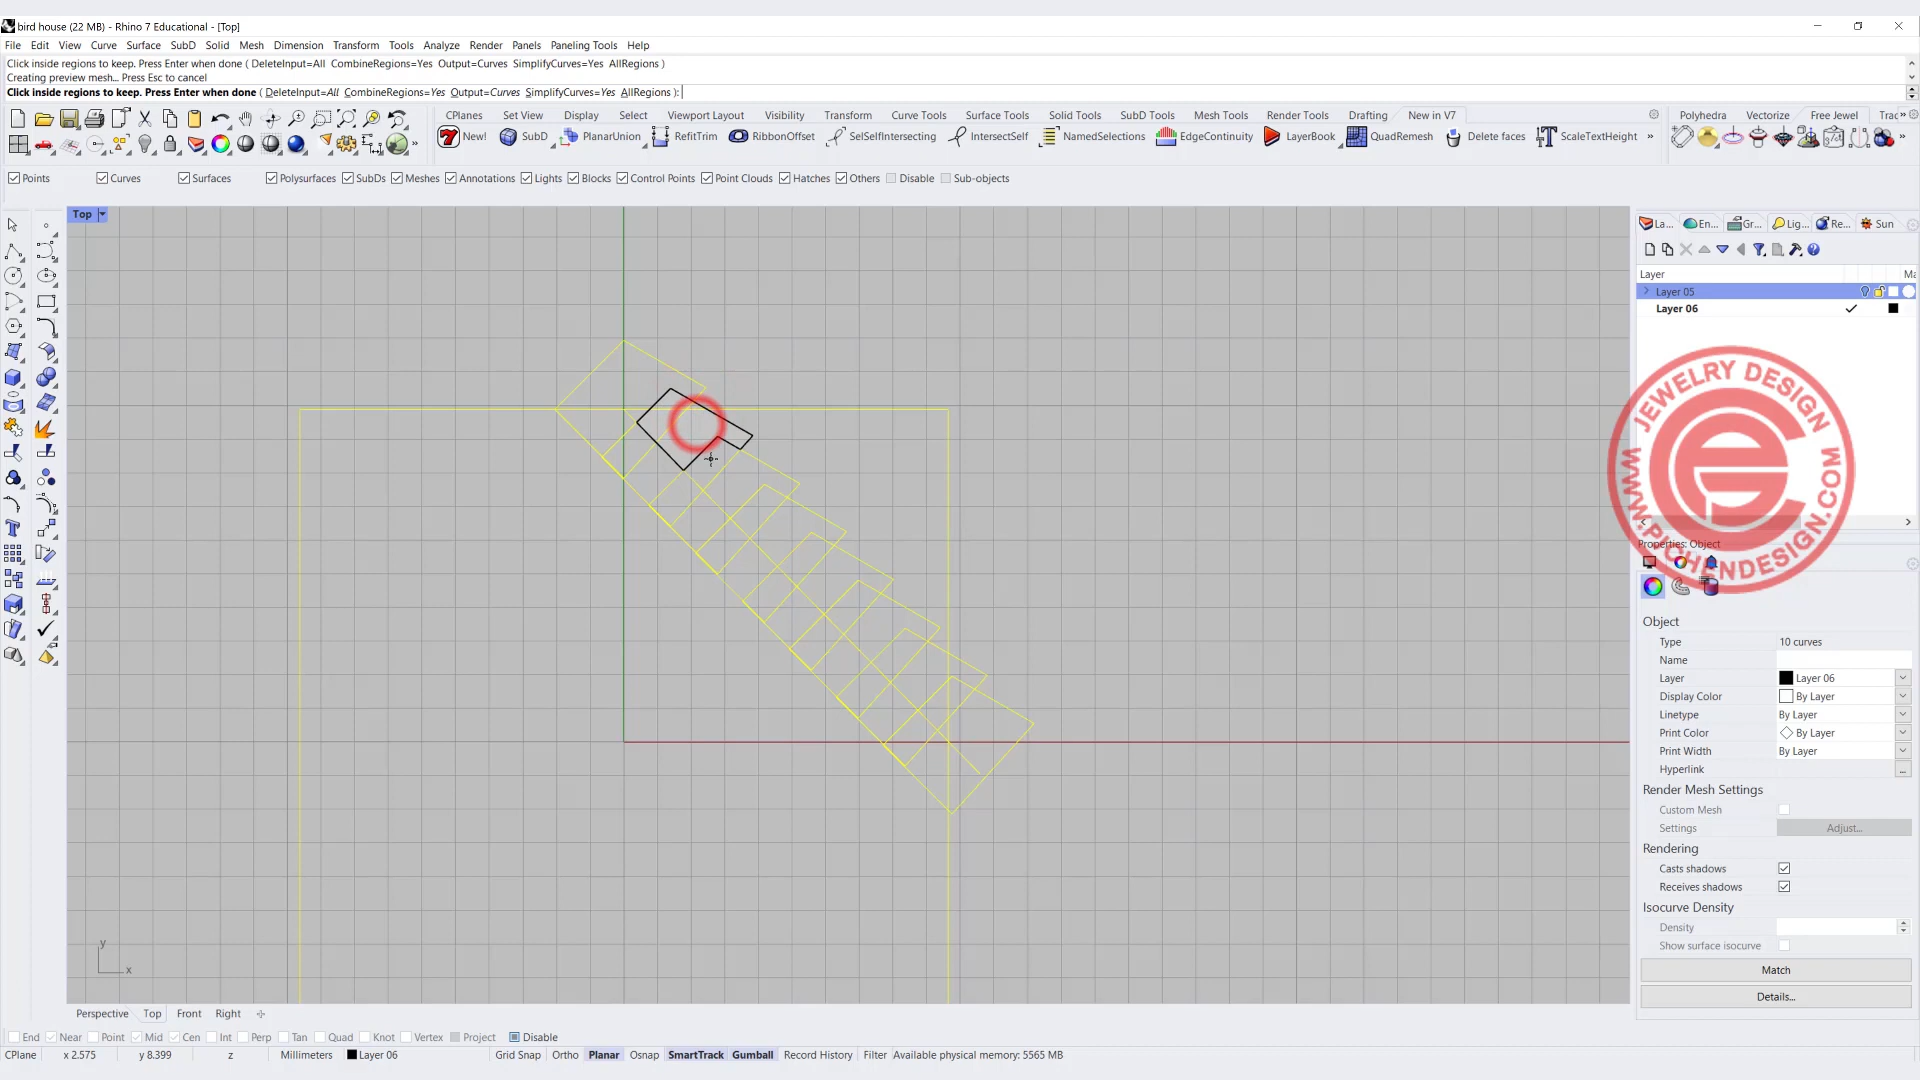 bird house (22 MB) - Rhino 7 Educational - [Top]
File Edit View Curve Surface SubD Solid Mesh Dimension Transform Tools Analyze Render Panels Paneling Tools Help
Click inside regions to keep. Press Enter when done ( DeleteInput=All CombineRegions=Yes Output=Curves SimplifyCurves=Yes AllRegions )
Creating preview mesh... Press Esc to cancel
Click inside regions to keep. Press Enter when done ( DeleteInput=All CombineRegions=Yes Output=Curves SimplifyCurves=Yes AllRegions ):
CPlanes Set View Display Select Viewport Layout Visibility Transform Curve Tools Surface Tools Solid Tools SubD Tools Mesh Tools Render Tools Drafting New in V7 Polyhedra Vectorize Free Jewel Trac
New! SubD PlanarUnion RefitTrim RibbonOffset SelSelfIntersecting IntersectSelf NamedSelections EdgeContinuity LayerBook QuadRemesh Delete faces ScaleTextHeight
Points Curves Surfaces Polysurfaces SubDs Meshes Annotations Lights Blocks Control Points Point Clouds Hatches Others Disable Sub-objects
Top
La... En... Gr... Lig... Re... Sun
Layer Ma
Layer 05
Layer 06
JEWELRY DESIGN
WWW.PICHENDESIGN.COM
Properties: Object
Object
Type 10 curves
Name
Layer Layer 06
Display Color By Layer
Linetype By Layer
Print Color By Layer
Print Width By Layer
Hyperlink ...
Render Mesh Settings
Custom Mesh
Settings Adjust...
Rendering
Casts shadows
Receives shadows
Isocurve Density
Density
Show surface isocurve
Match
Details...
y
x
Perspective Top Front Right
End Near Point Mid Cen Int Perp Tan Quad Knot Vertex Project Disable
CPlane x 2.575 y 8.399 z Millimeters Layer 06 Grid Snap Ortho Planar Osnap SmartTrack Gumball Record History Filter Available physical memory: 5565 MB